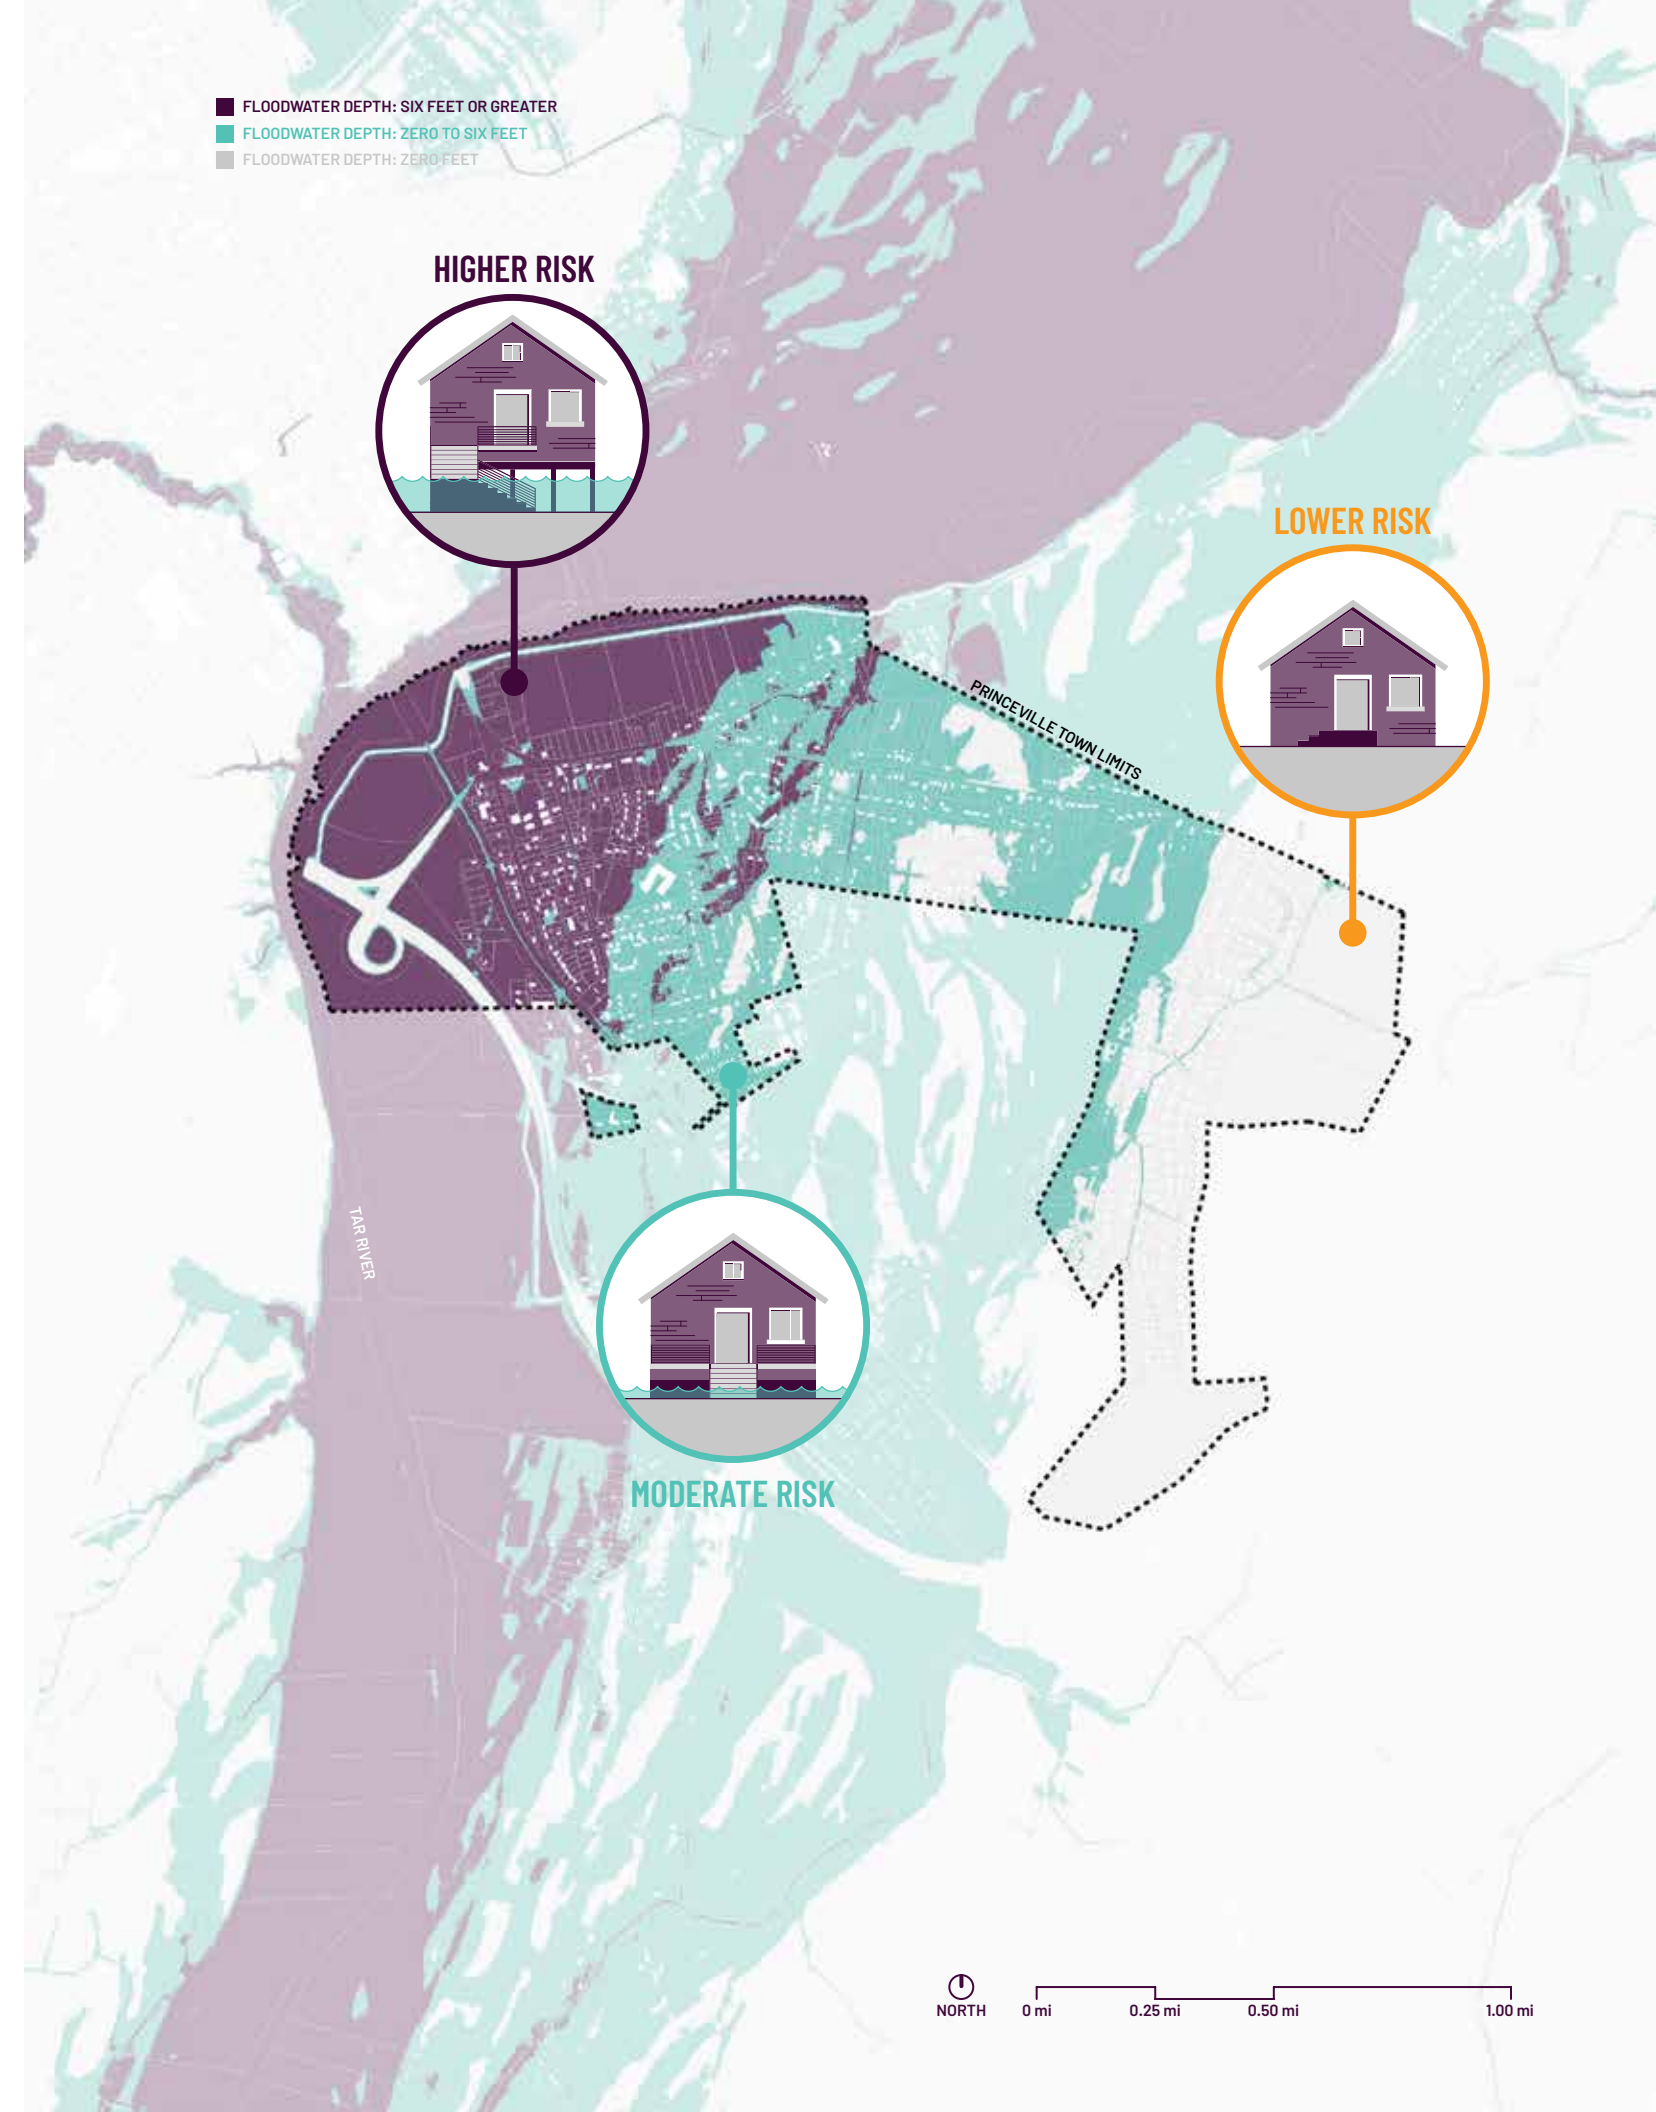 FLOODWATER DEPTH: SIX FEET OR GREATER
FLOODWATER DEPTH: ZERO TO SIX FEET
FLOODWATER DEPTH: ZERO FEET
HIGHER RISK
LOWER RISK
PRINCEVILLE TOWN LIMITS
TAR RIVER
MODERATE RISK
NORTH
0 mi
0.25 mi
0.50 mi
1.00 mi